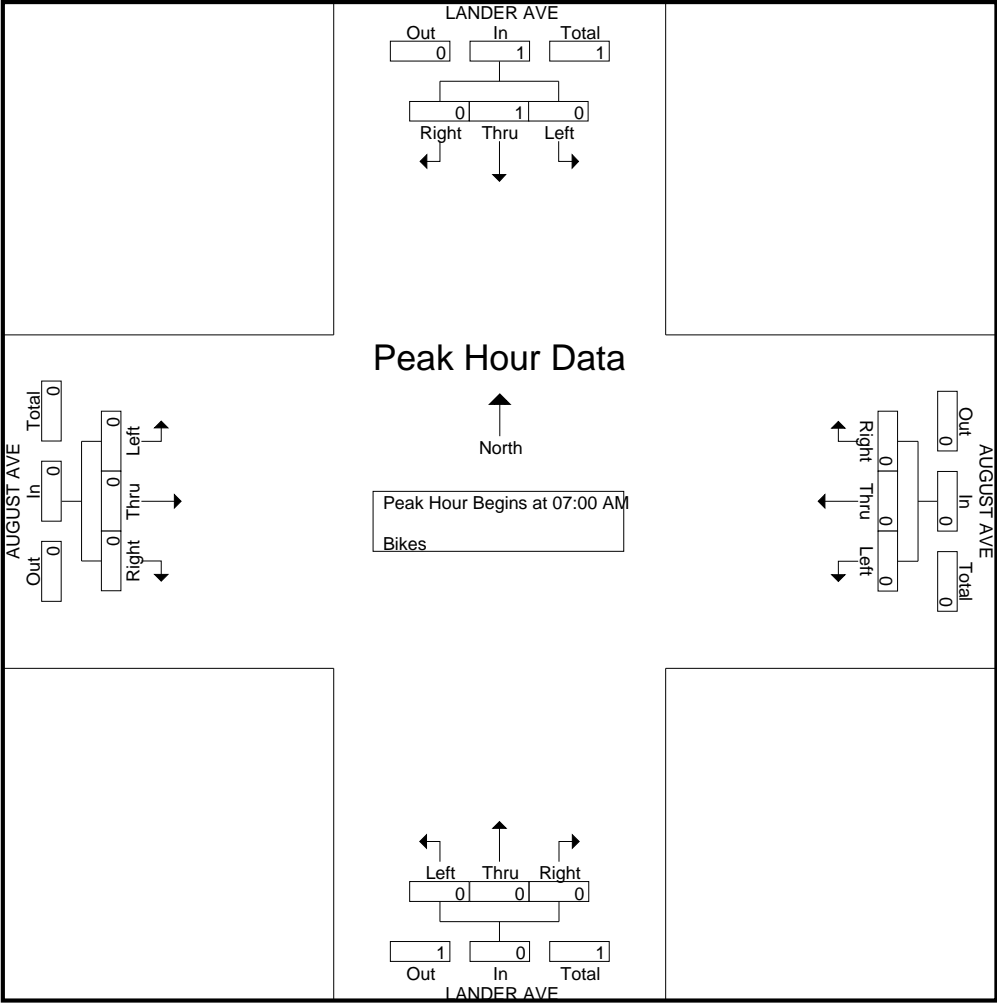 LANDER AVE
Out In Total
0 1 1
0 1 0
Right Thru Left
Peak Hour Data
North
Peak Hour Begins at 07:00 AM
Bikes
AUGUST AVE
Total In Out
0 0 0
0 0 0
Left Thru Right
AUGUST AVE
Out In Total
0 0 0
0 0 0
Right Thru Left
Left Thru Right
0 0 0
1 0 1
Out In Total
LANDER AVE